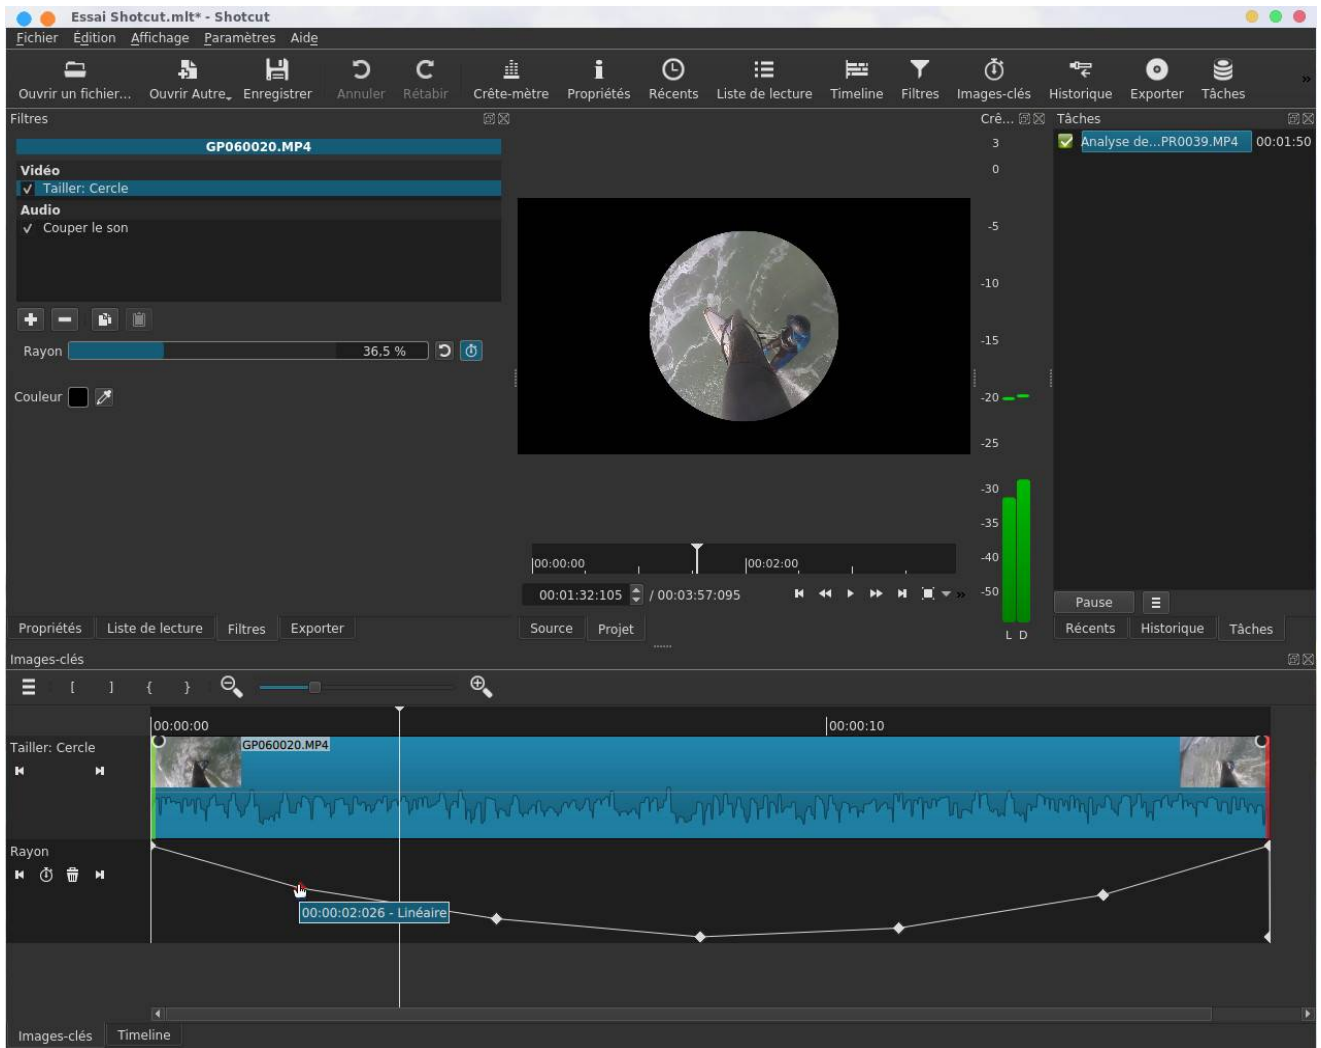 Essai Shotcut.mlt* - Shotcut
Fichier Édition Affichage Paramètres Aide
Ouvrir un fichier... Ouvrir Autre Enregistrer Annuler Rétablir Crête-mètre Propriétés Récents Liste de lecture Timeline Filtres Images-clés Historique Exporter Tâches »
Filtres
GP060020.MP4
Vidéo
Tailler: Cercle
Audio
Couper le son
Rayon 36,5 %
Couleur
Propriétés Liste de lecture Filtres Exporter
00:00:00 00:02:00
00:01:32:105 / 00:03:57:095 »
Source Projet
Crê...
3
0
-5
-10
-15
-20
-25
-30
-35
-40
-50
L D
Tâches
Analyse de...PR0039.MP4 00:01:50
Pause
Récents Historique Tâches
Images-clés
[ ] { }
00:00:00 00:00:10
Tailler: Cercle
GP060020.MP4
Rayon
00:00:02:026 - Linéaire
Images-clés Timeline